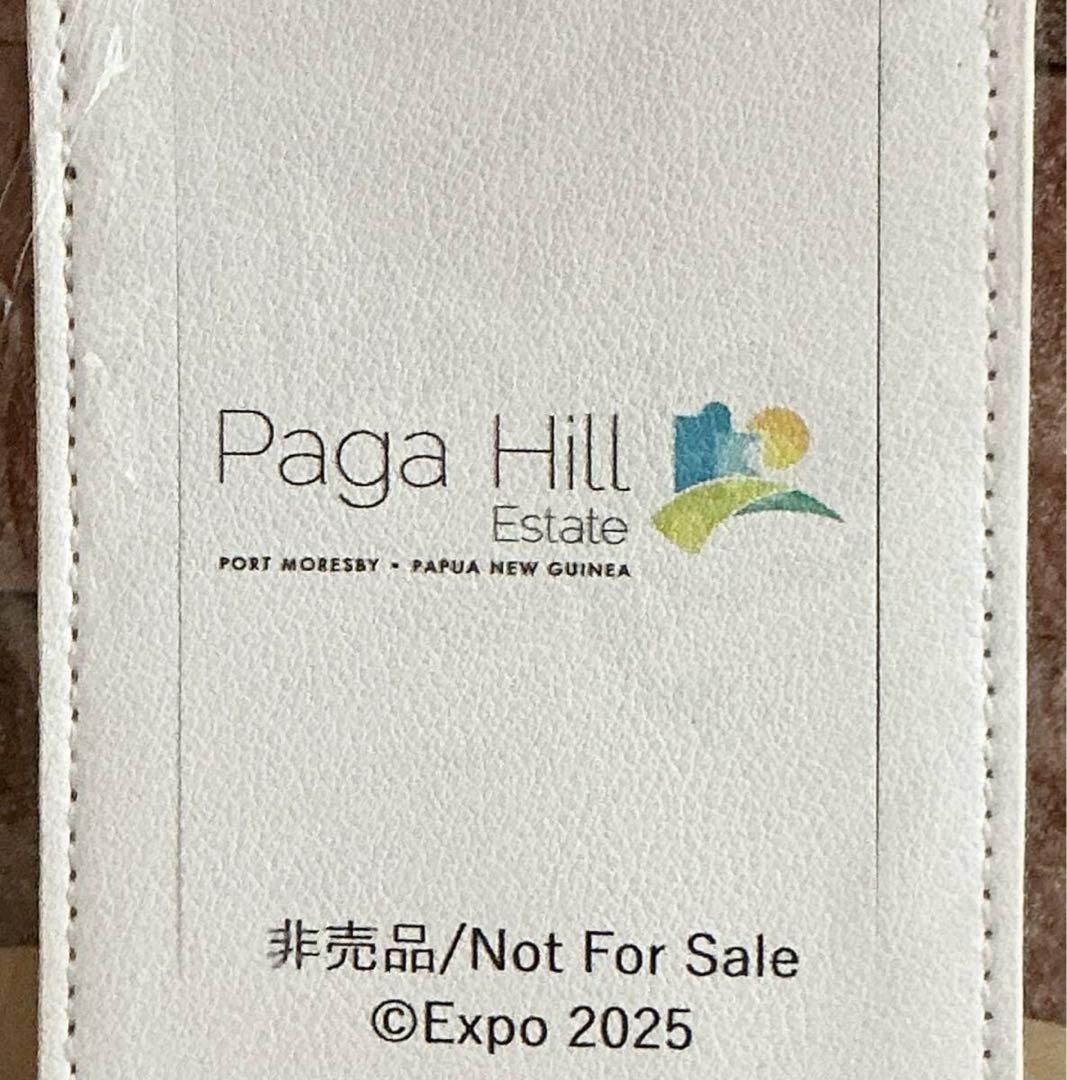 Paga Hill
Estate
PORT MORESBY • PAPUA NEW GUINEA
非売品/Not For Sale
©Expo 2025